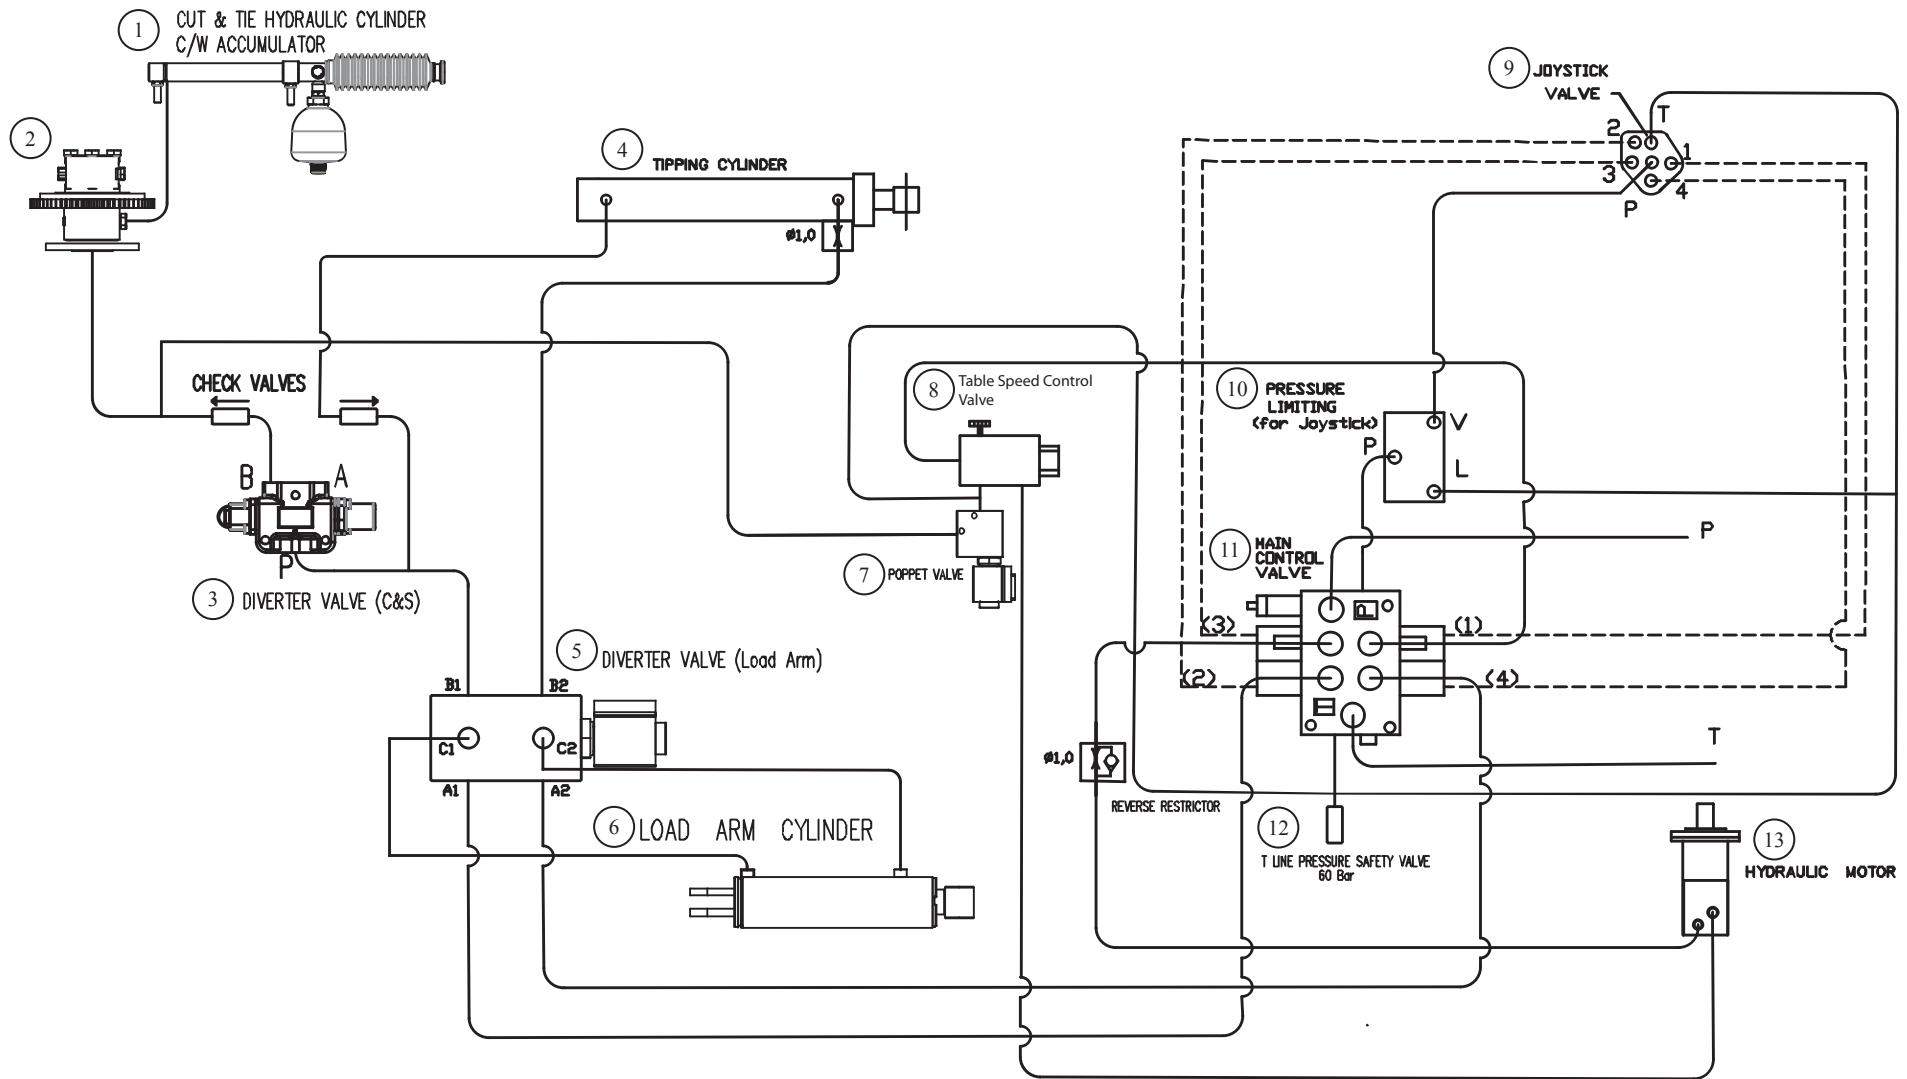 1
CUT & TIE HYDRAULIC CYLINDER
C/W ACCUMULATOR
2
4
TIPPING CYLINDER
ø1,0
9
JOYSTICK
VALVE
T
2
1
3
4
P
CHECK VALVES
8
Table Speed Control
Valve
10
PRESSURE
LIMITING
(for Joystick)
V
P
L
B
A
P
3
DIVERTER VALVE (C&S)
7
POPPET VALVE
11
MAIN
CONTROL
VALVE
P
P
(3)
(1)
(2)
(4)
T
5
DIVERTER VALVE (Load Arm)
B1
B2
C1
C2
A1
A2
ø1,0
REVERSE RESTRICTOR
T
6
LOAD ARM CYLINDER
12
T LINE PRESSURE SAFETY VALVE
60 Bar
13
HYDRAULIC MOTOR